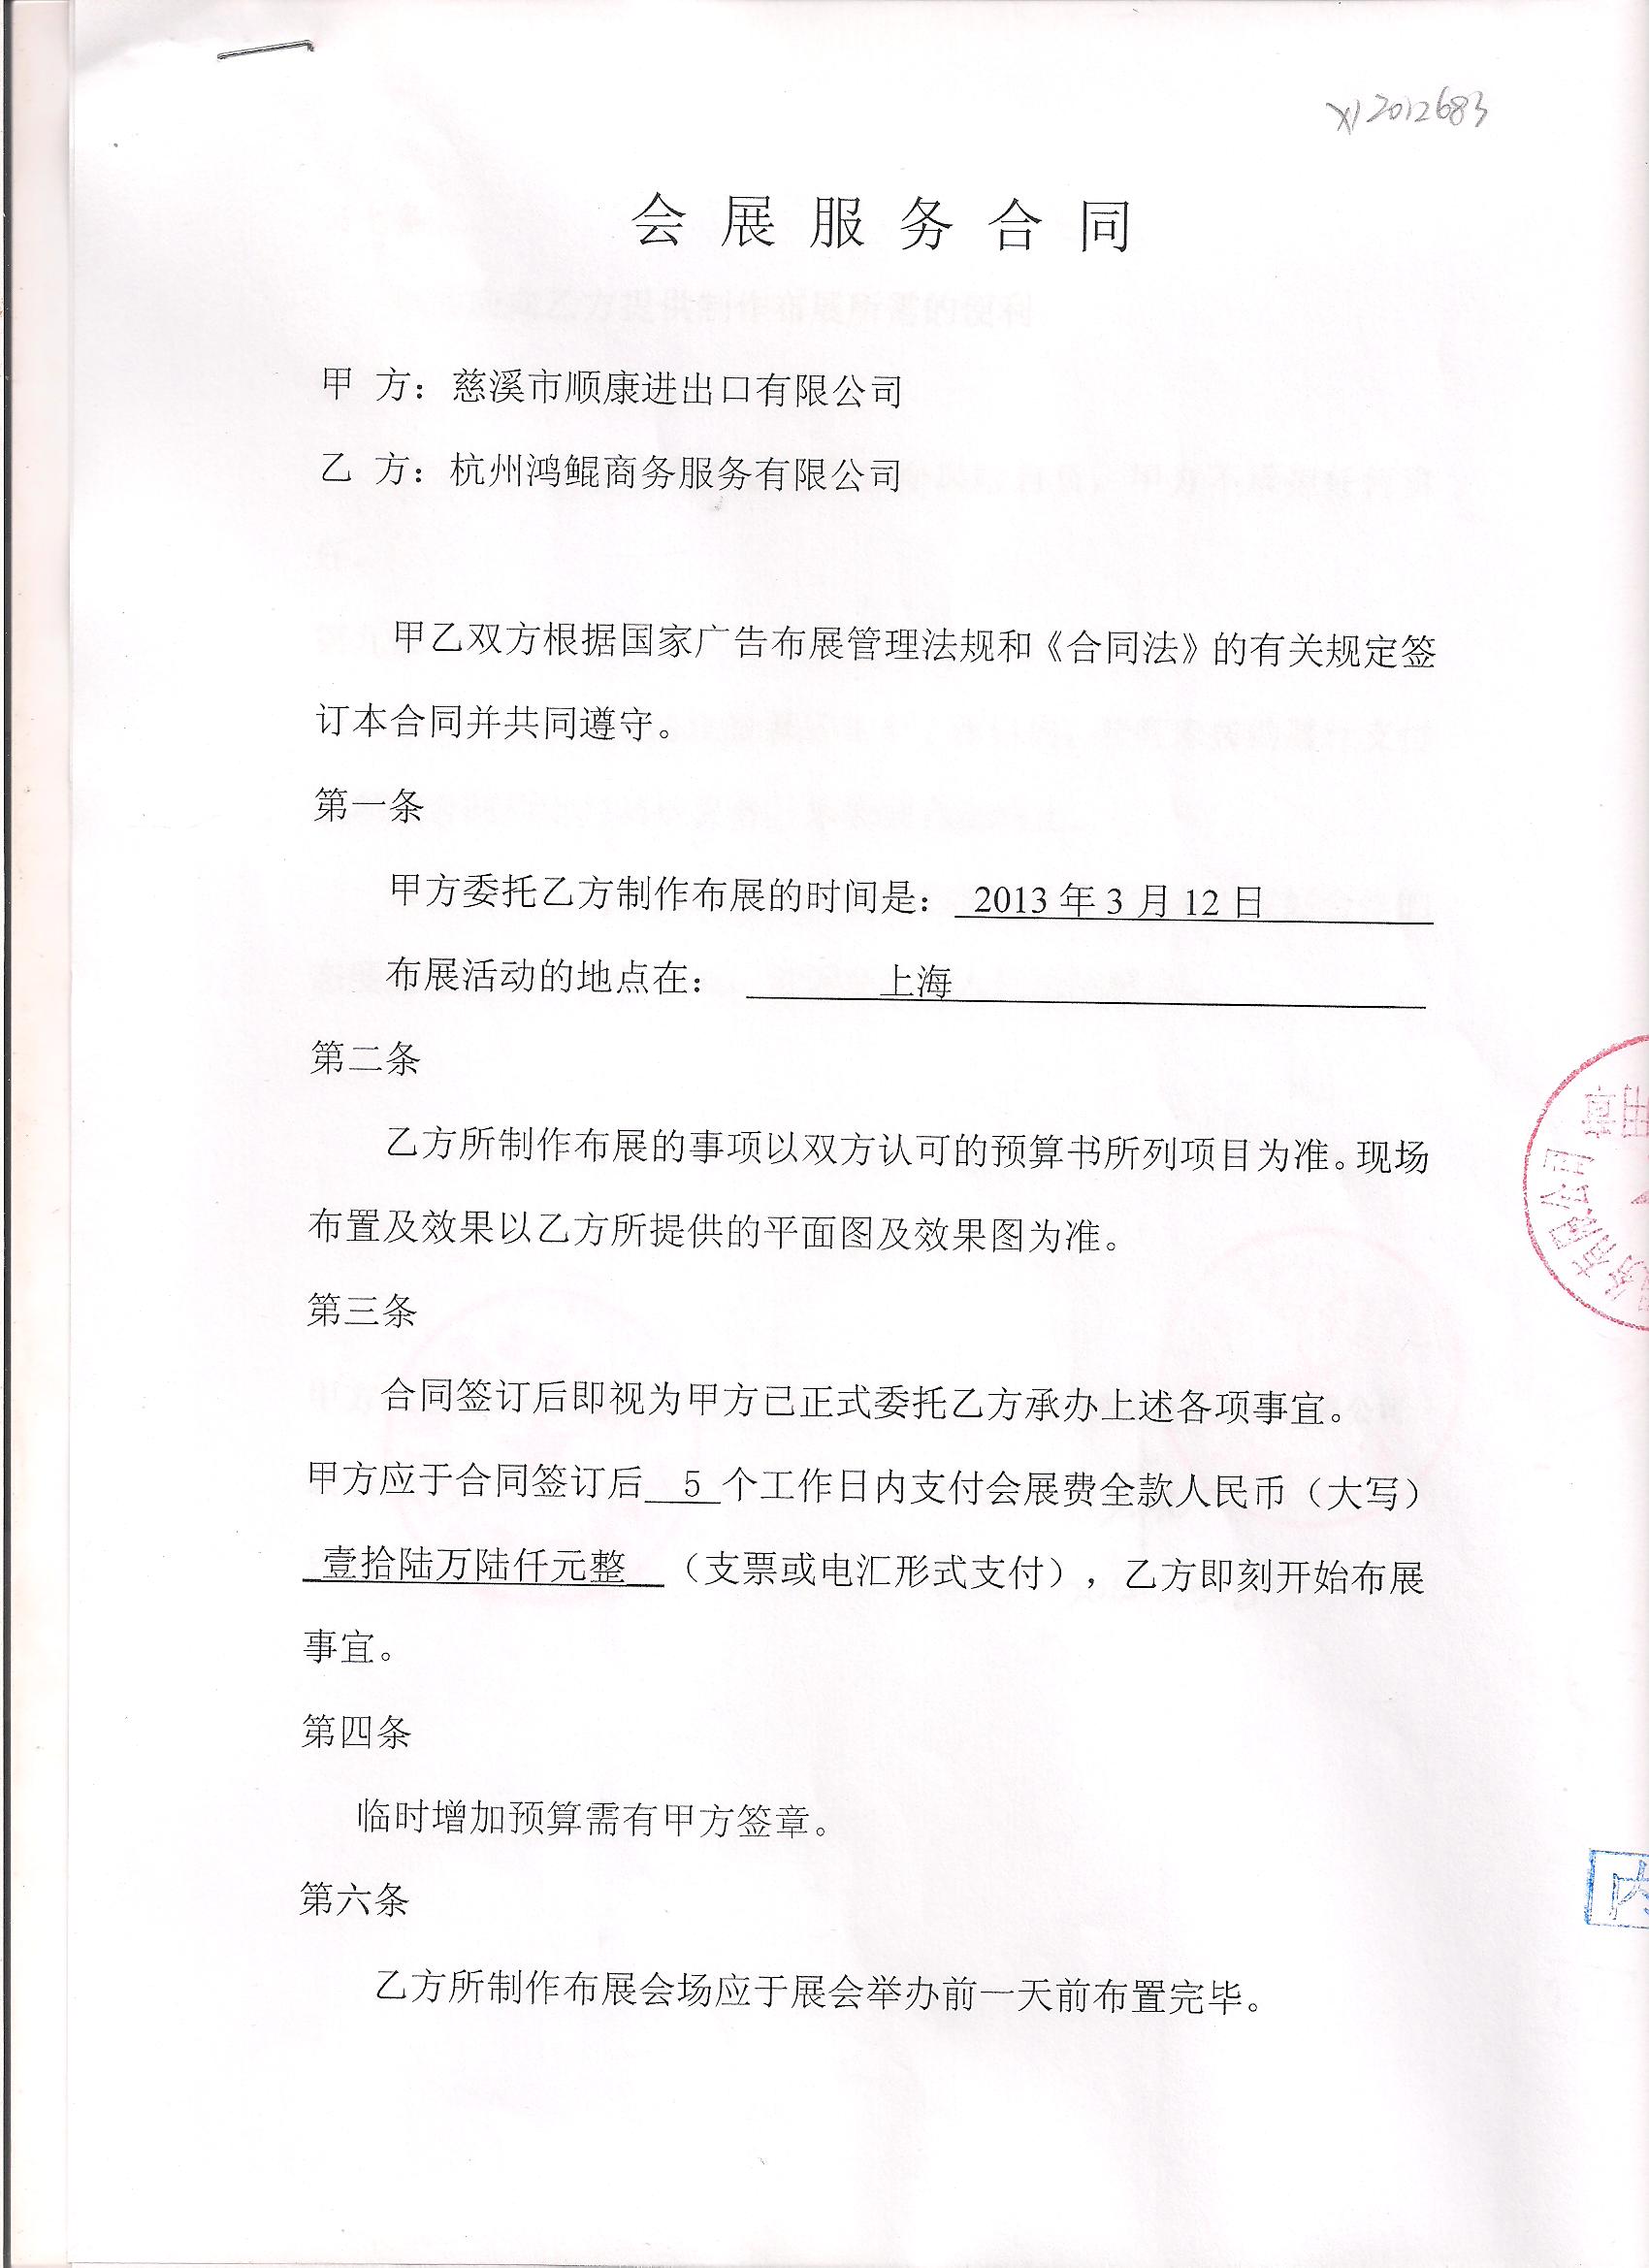 2012683
会展服务合同
甲 方：慈溪市顺康进出口有限公司
乙 方：杭州鸿鲲商务服务有限公司
甲乙双方根据国家广告布展管理法规和《合同法》的有关规定签
订本合同并共同遵守。
第一条
甲方委托乙方制作布展的时间是： 2013 年 3 月 12 日
布展活动的地点在： 上海
第二条
乙方所制作布展的事项以双方认可的预算书所列项目为准。现场
布置及效果以乙方所提供的平面图及效果图为准。
第三条
合同签订后即视为甲方已正式委托乙方承办上述各项事宜。
甲方应于合同签订后 5 个工作日内支付会展费全款人民币（大写）
壹拾陆万陆仟元整 （支票或电汇形式支付），乙方即刻开始布展
事宜。
第四条
临时增加预算需有甲方签章。
第六条
乙方所制作布展会场应于展会举办前一天前布置完毕。
有限公司
内